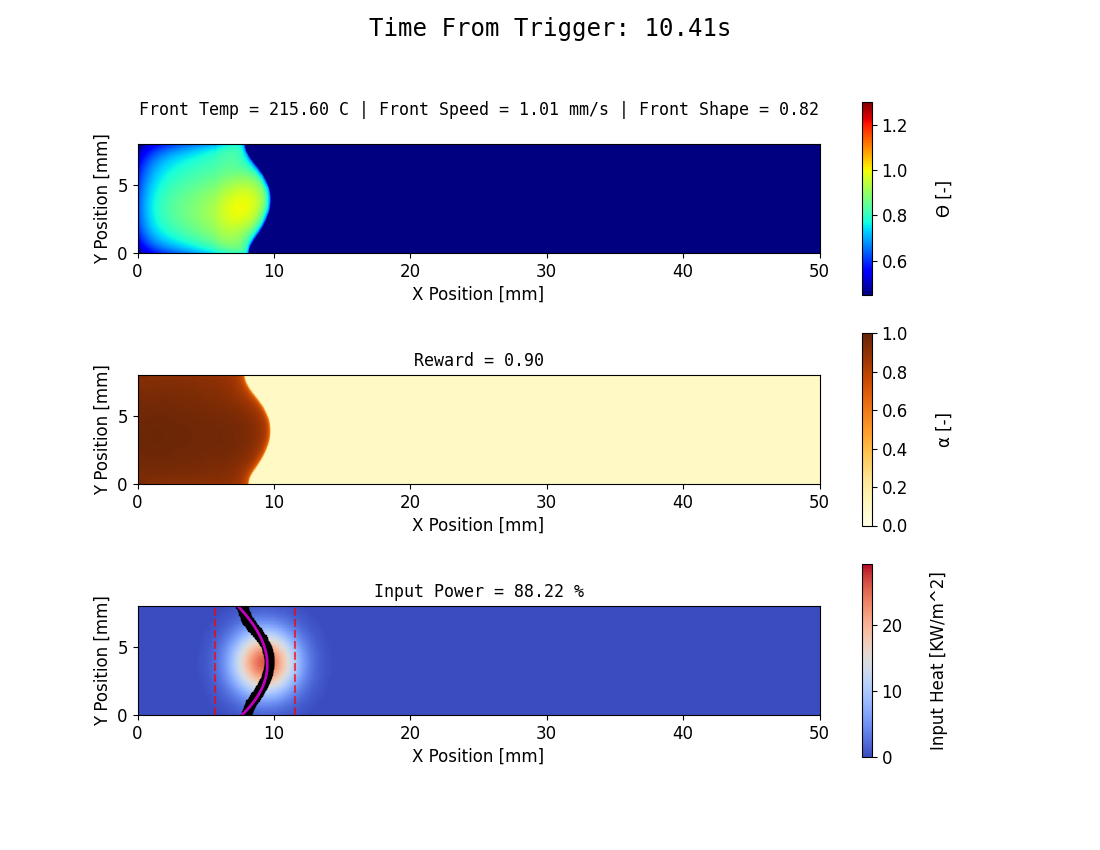 Time From Trigger: 10.41s
Front Temp = 215.60 C | Front Speed = 1.01 mm/s | Front Shape = 0.82
Y Position [mm]
5
0
0 10 20 30 40 50
X Position [mm]
1.2
1.0
0.8
0.6
Θ [-]
Reward = 0.90
Y Position [mm]
5
0
0 10 20 30 40 50
X Position [mm]
1.0
0.8
0.6
0.4
0.2
0.0
α [-]
Input Power = 88.22 %
Y Position [mm]
5
0
0 10 20 30 40 50
X Position [mm]
20
10
0
Input Heat [KW/m^2]